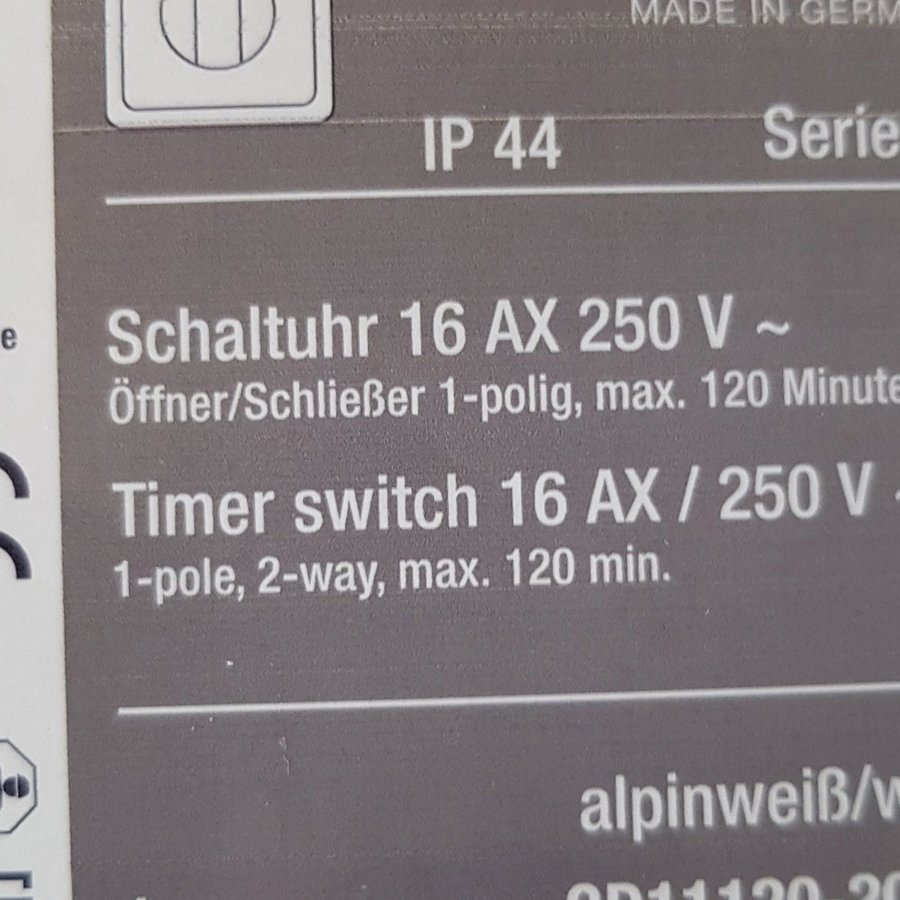 MADE IN GERM
IP 44 Serie
Schaltuhr 16 AX 250 V ~
e
Öffner/Schließer 1-polig, max. 120 Minute
Timer switch 16 AX / 250 V ~
1-pole, 2-way, max. 120 min.
alpinweiß/w